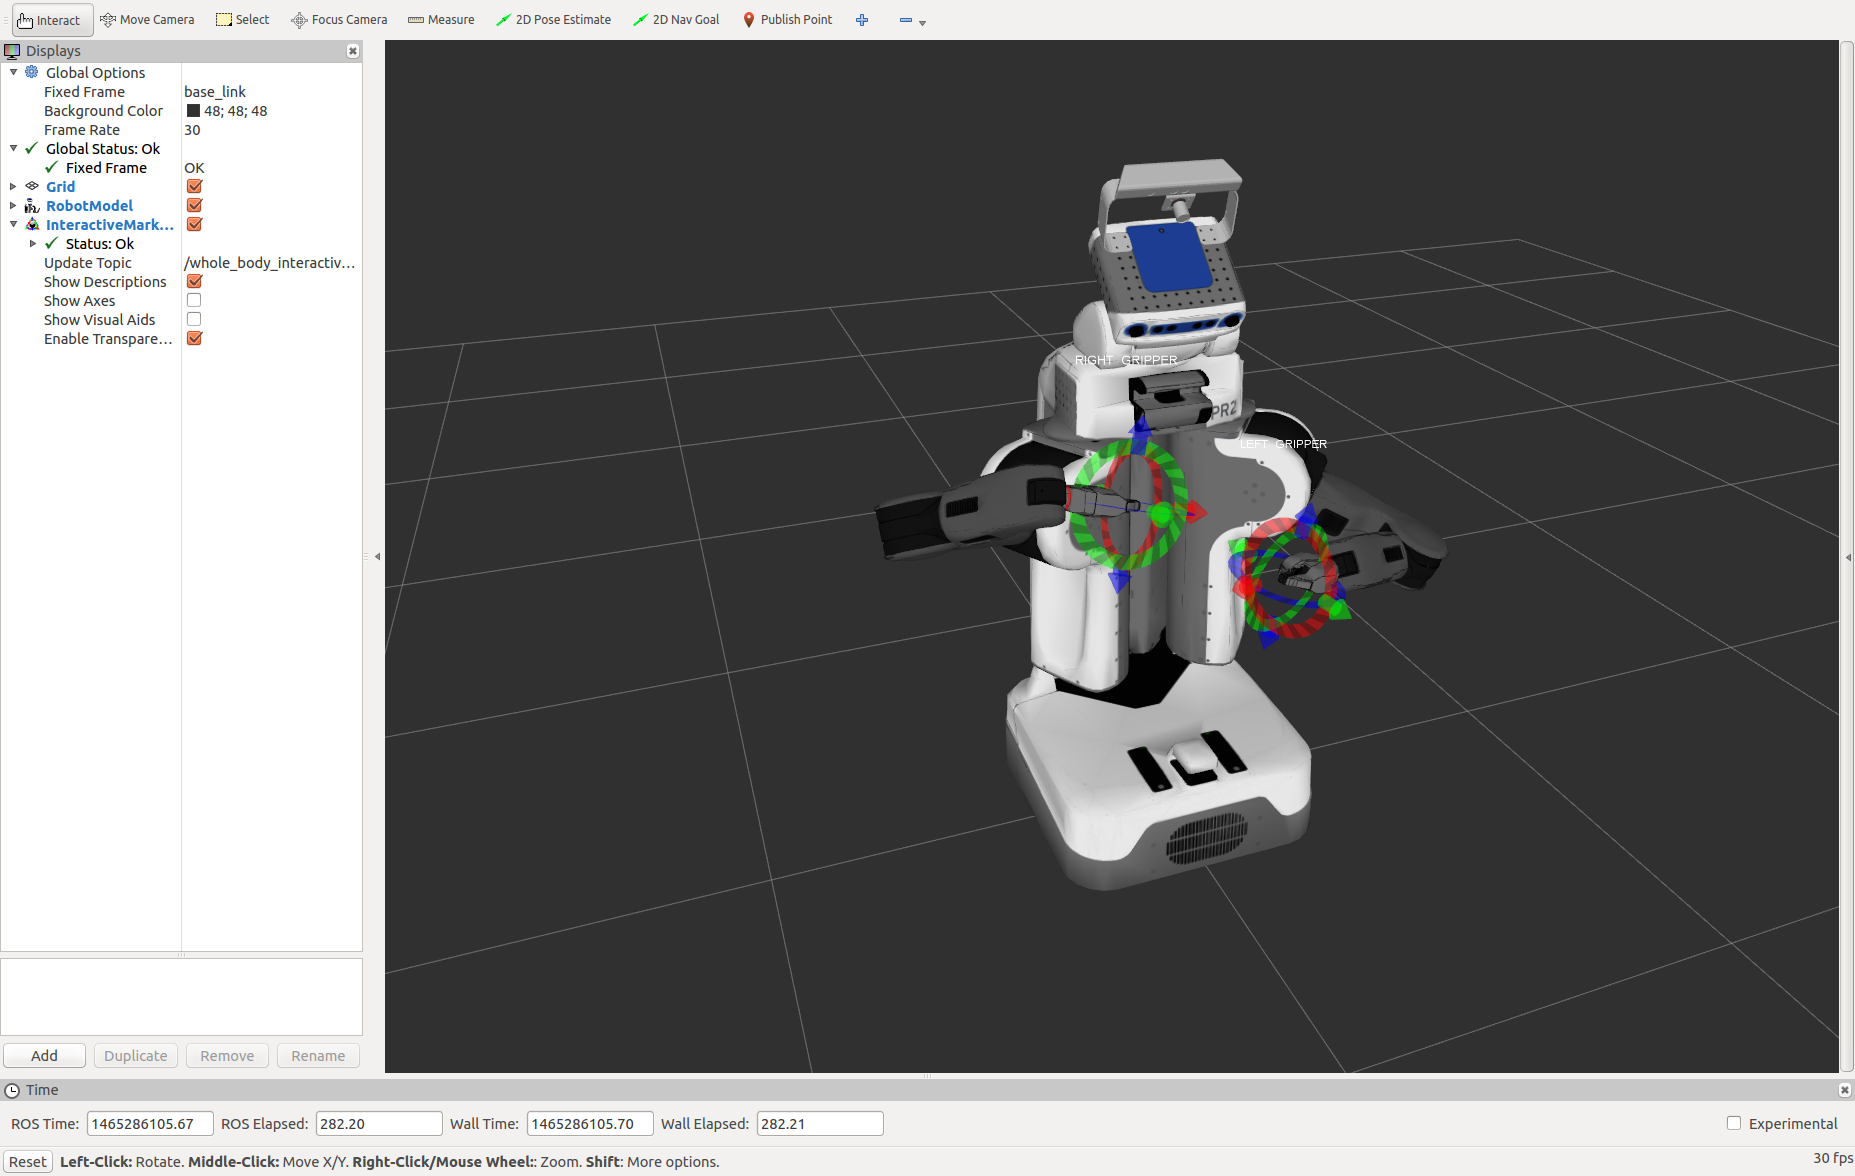 Interact Move Camera Select Focus Camera Measure 2D Pose Estimate 2D Nav Goal Publish Point
Displays
Global Options
Fixed Frame base_link
Background Color 48; 48; 48
Frame Rate 30
Global Status: Ok
Fixed Frame OK
Grid
RobotModel
InteractiveMark...
Status: Ok
Update Topic /whole_body_interactiv...
Show Descriptions
Show Axes
Show Visual Aids
Enable Transpare...
RIGHT GRIPPER
PR2
LEFT GRIPPER
Add Duplicate Remove Rename
Time
ROS Time: 1465286105.67 ROS Elapsed: 282.20 Wall Time: 1465286105.70 Wall Elapsed: 282.21 Experimental
Reset Left-Click: Rotate. Middle-Click: Move X/Y. Right-Click/Mouse Wheel:: Zoom. Shift: More options. 30 fps